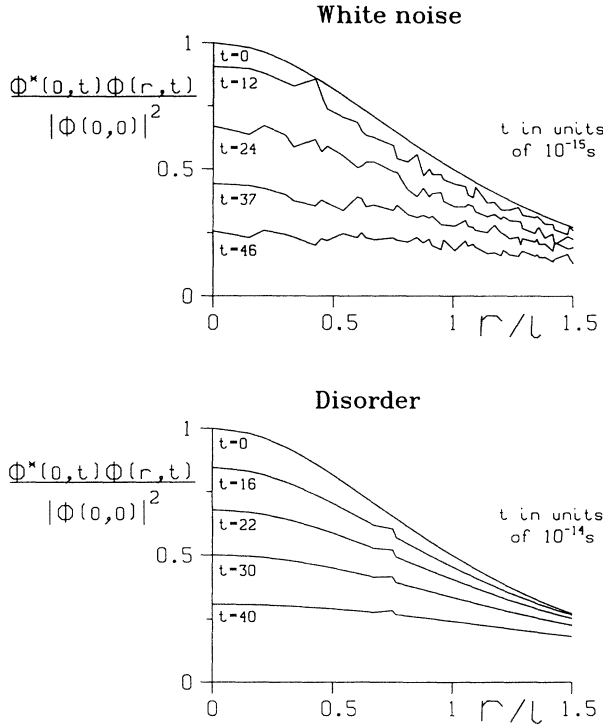 White noise
1
t=0
t=12
Φ*(0,t)Φ(r,t)
|Φ(0,0)|²
t in units
of 10⁻¹⁵s
t=24
0.5
t=37
t=46
0
0 0.5 1 r/l 1.5
Disorder
1
t=0
Φ*(0,t)Φ(r,t)
|Φ(0,0)|²
t=16
t in units
of 10⁻¹⁴s
t=22
0.5
t=30
t=40
0
0 0.5 1 r/l 1.5